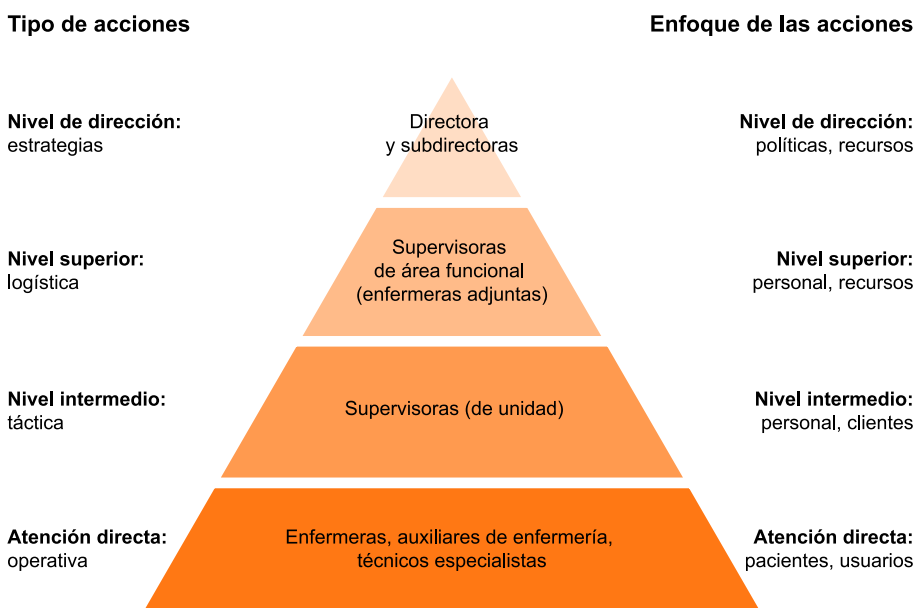 Tipo de acciones
Enfoque de las acciones
Nivel de dirección:
estrategias
Directora
y subdirectoras
Nivel de dirección:
políticas, recursos
Nivel superior:
logística
Supervisoras
de área funcional
(enfermeras adjuntas)
Nivel superior:
personal, recursos
Nivel intermedio:
táctica
Supervisoras (de unidad)
Nivel intermedio:
personal, clientes
Atención directa:
operativa
Enfermeras, auxiliares de enfermería,
técnicos especialistas
Atención directa:
pacientes, usuarios